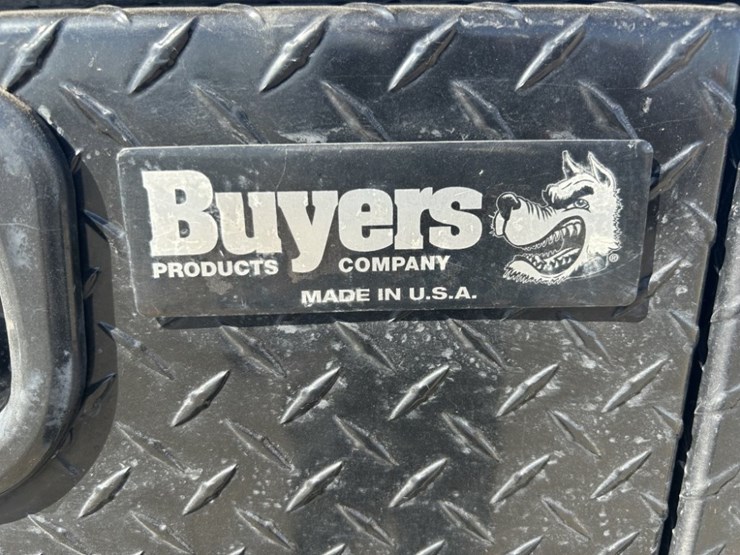 Buyers
PRODUCTS COMPANY
MADE IN U.S.A.
®